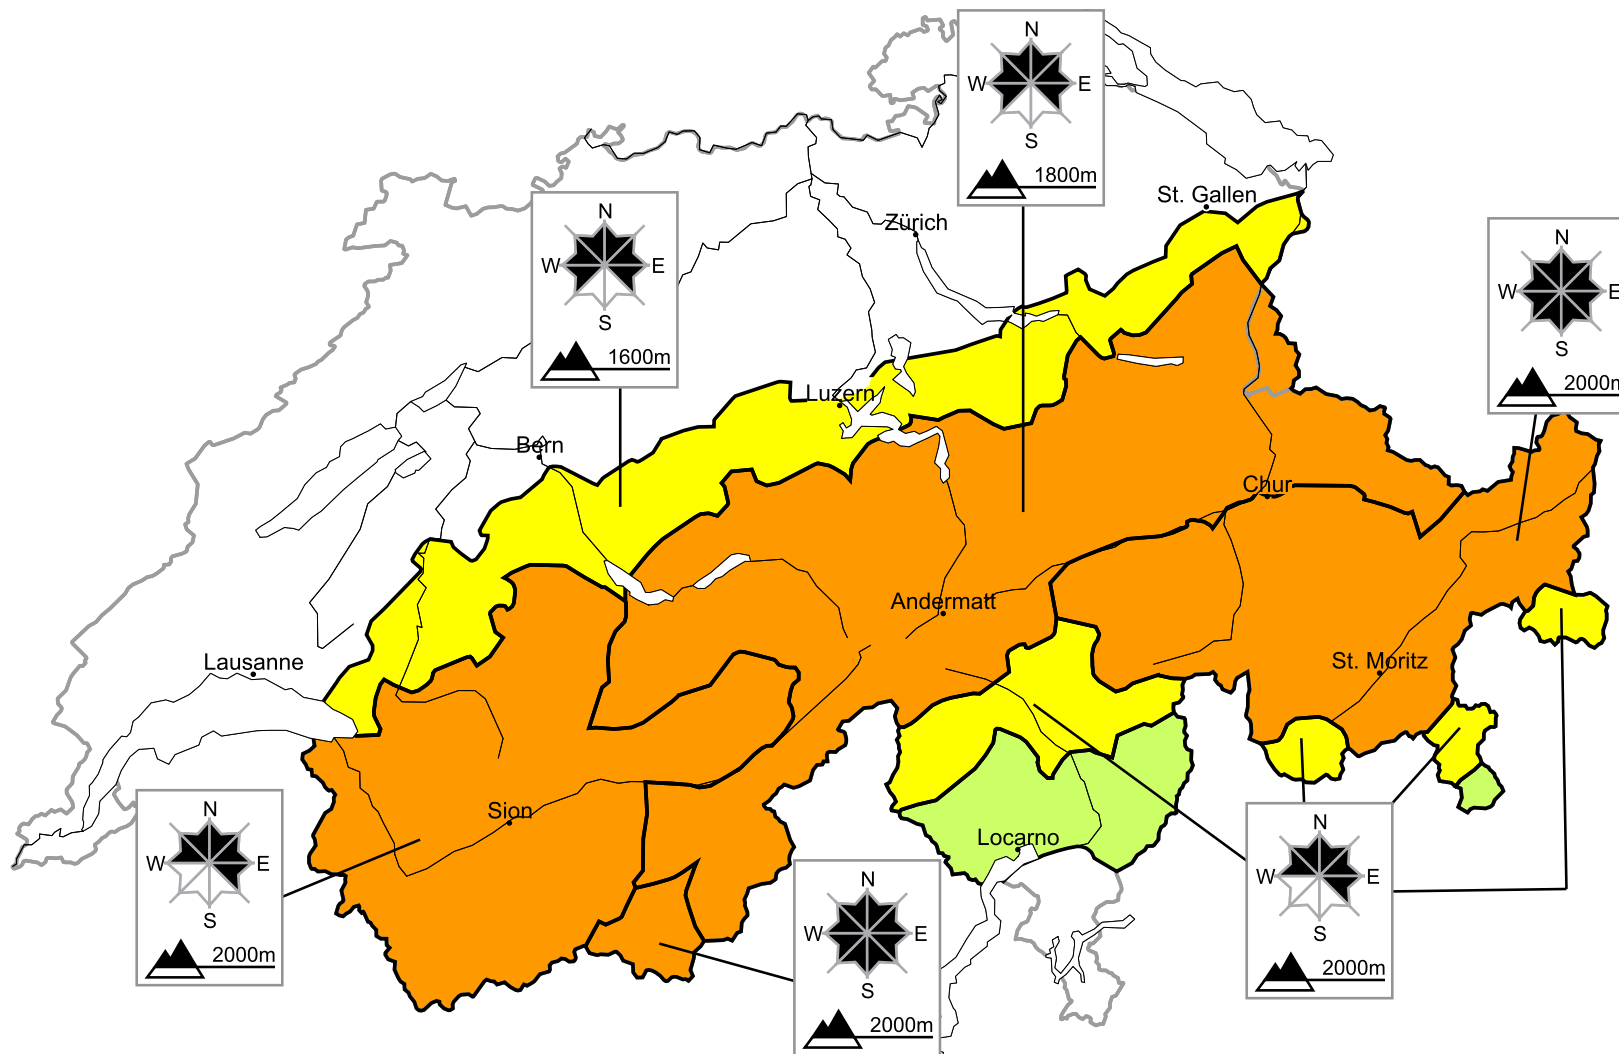 N
W E
S
1800m
St. Gallen
N
W E
S
1600m
Zürich
N
W E
S
2000m
Luzern
Bern
Chur
Andermatt
Lausanne
St. Moritz
N
W E
S
2000m
Sion
Locarno
N
W E
S
2000m
N
W E
S
2000m